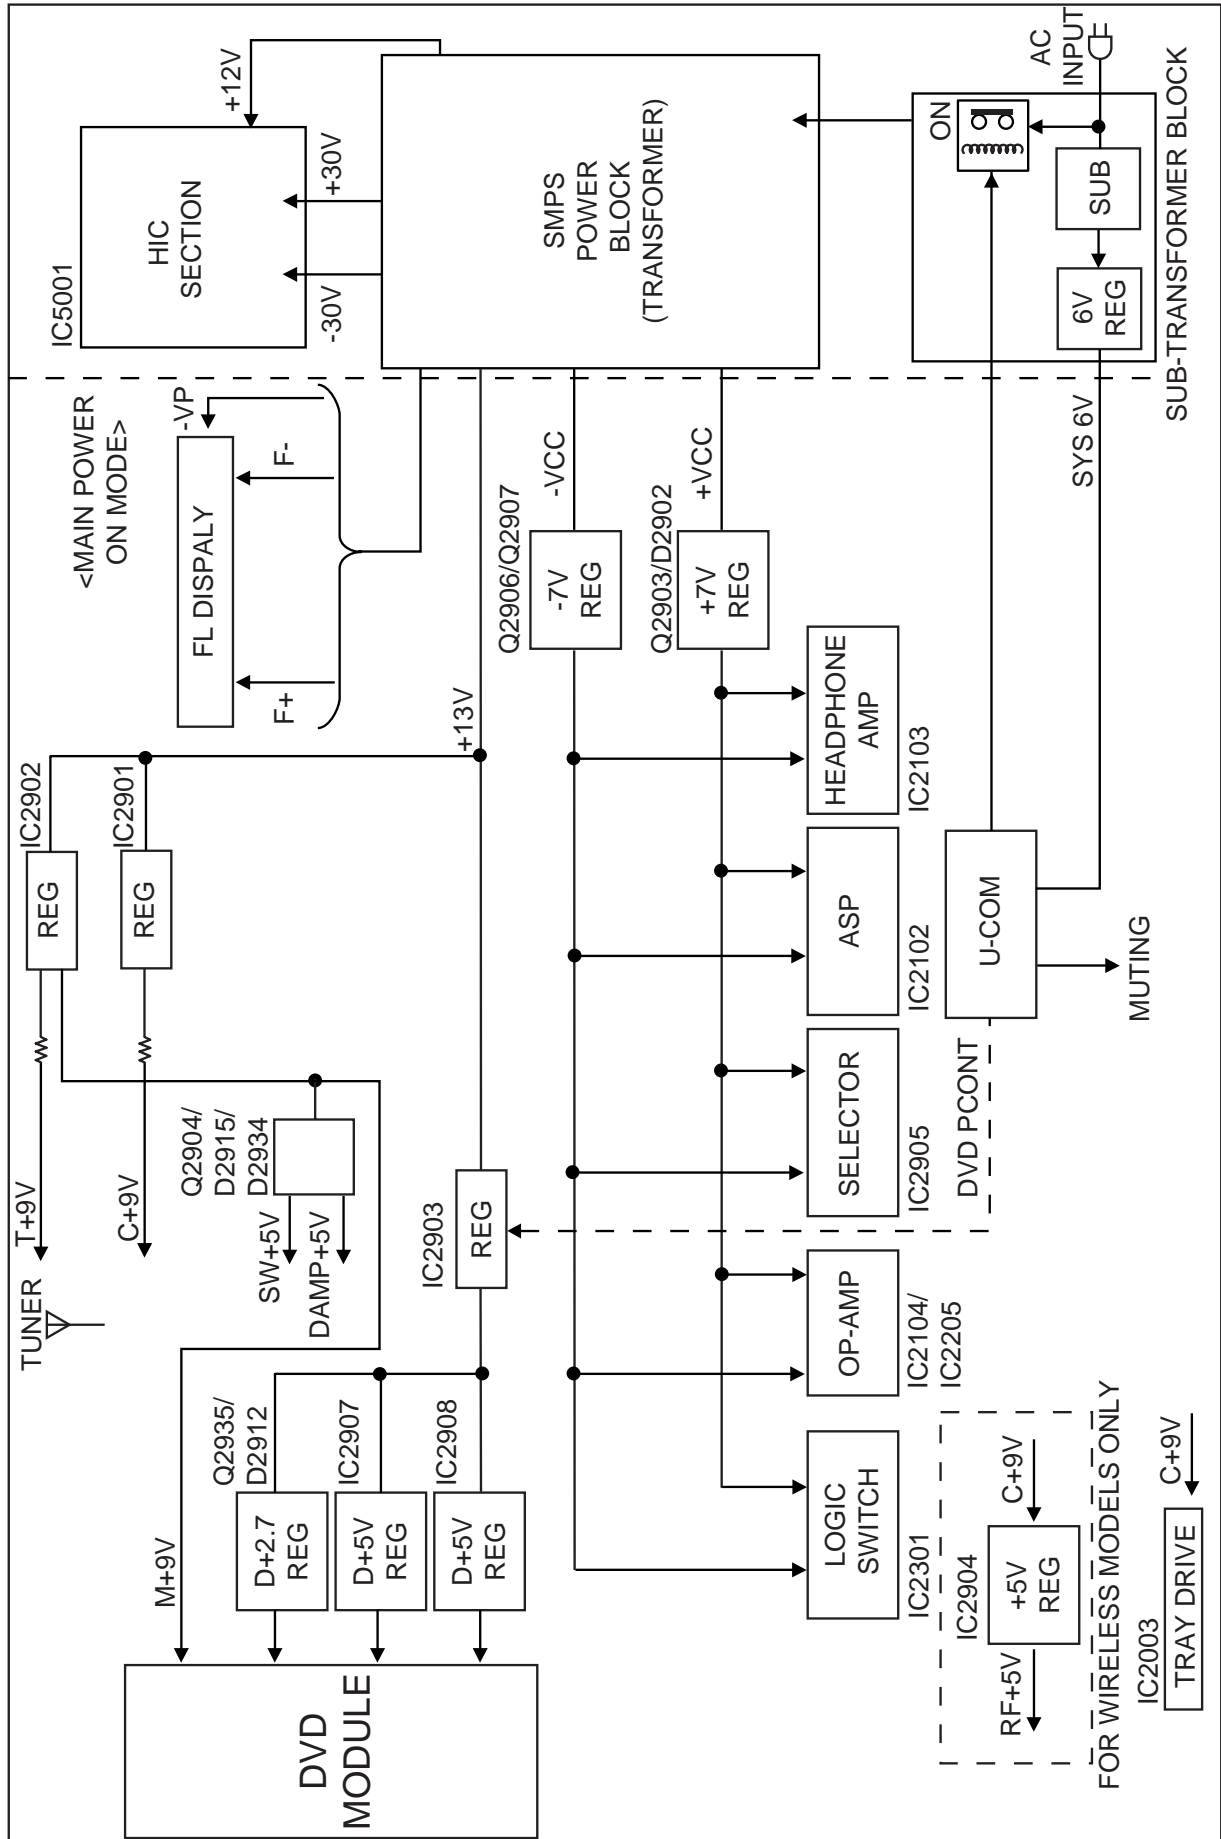 DVD
MODULE
M+9V
D+2.7
REG
Q2935/
D2912
D+5V
REG
IC2907
D+5V
REG
IC2908
TUNER
T+9V
C+9V
SW+5V
DAMP+5V
Q2904/
D2915/
D2934
REG
IC2902
REG
IC2901
IC2903
REG
+13V
FL DISPALY
F+
F-
-VP
<MAIN POWER
ON MODE>
IC5001
HIC
SECTION
-30V
+30V
+12V
SMPS
POWER
BLOCK
(TRANSFORMER)
Q2906/Q2907
-7V
REG
-VCC
Q2903/D2902
+7V
REG
+VCC
LOGIC
SWITCH
IC2301
OP-AMP
IC2104/
IC2205
SELECTOR
IC2905
ASP
IC2102
HEADPHONE
AMP
IC2103
DVD PCONT
U-COM
MUTING
SYS 6V
6V
REG
SUB
ON
AC
INPUT
SUB-TRANSFORMER BLOCK
IC2904
RF+5V
+5V
REG
C+9V
FOR WIRELESS MODELS ONLY
IC2003
TRAY DRIVE
C+9V